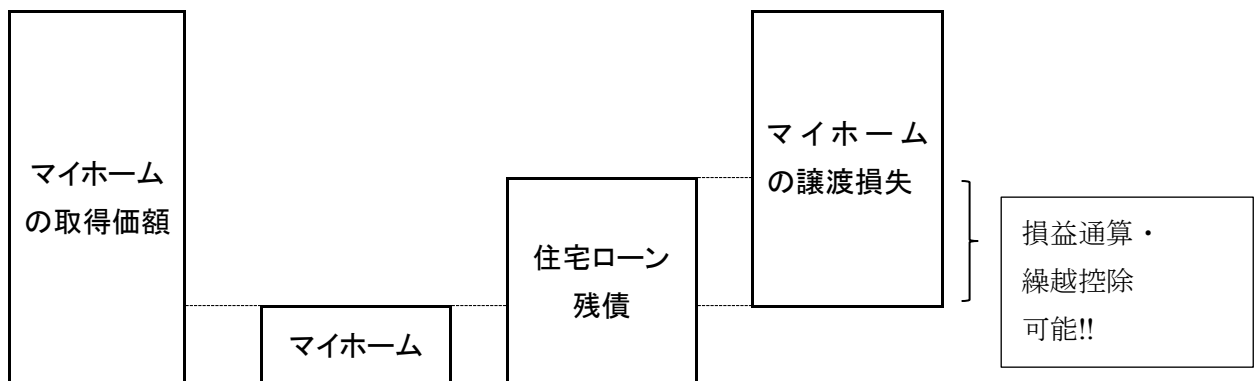 マイホーム
の取得価額
マイホーム
住宅ローン
残債
マイホーム
の譲渡損失
損益通算・
繰越控除
可能!!